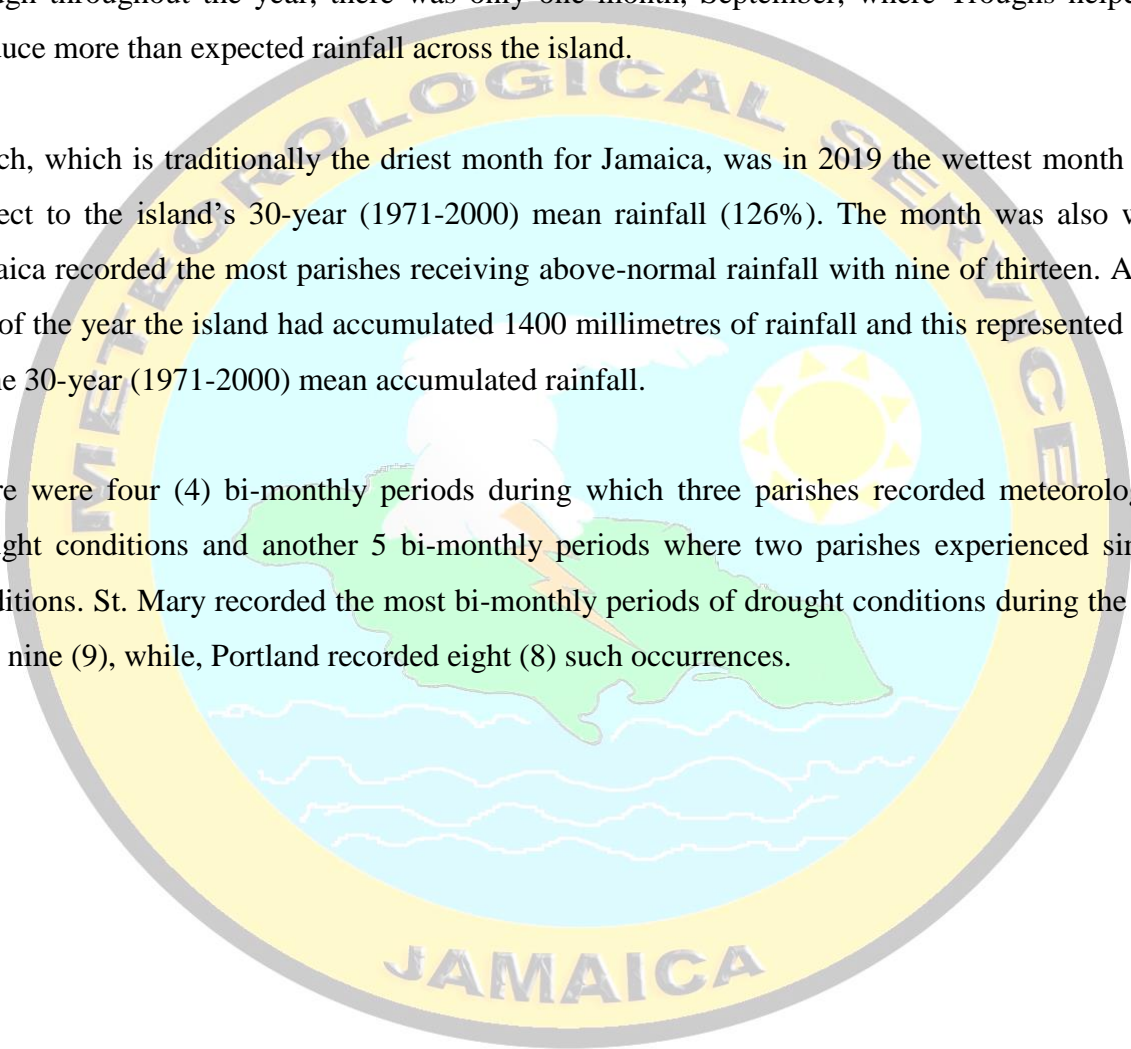 ugh throughout the year, there was only one month, September, where Troughs helpe
duce more than expected rainfall across the island.
ch, which is traditionally the driest month for Jamaica, was in 2019 the wettest month
ect to the island's 30-year (1971-2000) mean rainfall (126%). The month was also w
aica recorded the most parishes receiving above-normal rainfall with nine of thirteen. A
of the year the island had accumulated 1400 millimetres of rainfall and this represented
ne 30-year (1971-2000) mean accumulated rainfall.
re were four (4) bi-monthly periods during which three parishes recorded meteorolog
ught conditions and another 5 bi-monthly periods where two parishes experienced sin
ditions. St. Mary recorded the most bi-monthly periods of drought conditions during the
nine (9), while, Portland recorded eight (8) such occurrences.
METEOROLOGICAL SERVICE
JAMAICA